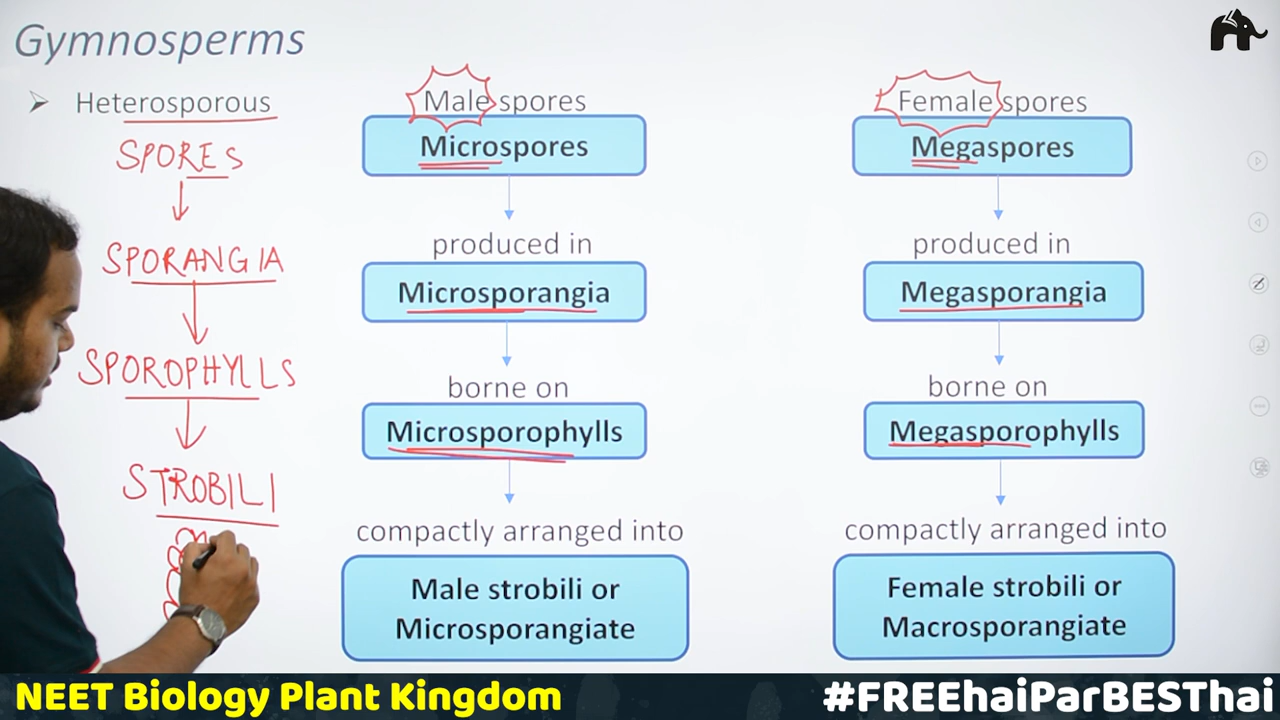 Gymnosperms
➤ Heterosporous
SPORES
SPORANGIA
SPOROPHYLLS
STROBILI
Male spores
Microspores
produced in
Microsporangia
borne on
Microsporophylls
compactly arranged into
Male strobili or
Microsporangiate
Female spores
Megaspores
produced in
Megasporangia
borne on
Megasporophylls
compactly arranged into
Female strobili or
Macrosporangiate
NEET Biology Plant Kingdom
#FREEhaiParBESThai